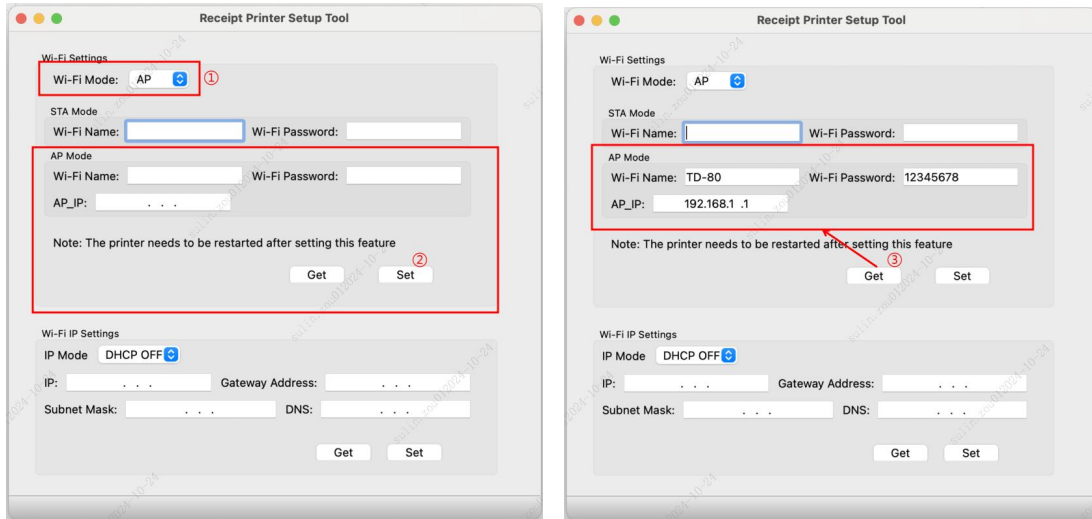 Receipt Printer Setup Tool
Wi-Fi Settings
Wi-Fi Mode: AP ①
STA Mode
Wi-Fi Name: Wi-Fi Password:
AP Mode
Wi-Fi Name: Wi-Fi Password:
AP_IP: . . .
Note: The printer needs to be restarted after setting this feature
②
Get Set
Wi-Fi IP Settings
IP Mode DHCP OFF
IP: . . . Gateway Address: . . .
Subnet Mask: . . . DNS: . . .
Get Set
Receipt Printer Setup Tool
Wi-Fi Settings
Wi-Fi Mode: AP
STA Mode
Wi-Fi Name: Wi-Fi Password:
AP Mode
Wi-Fi Name: TD-80 Wi-Fi Password: 12345678
AP_IP: 192.168.1 .1
Note: The printer needs to be restarted after setting this feature
③
Get Set
Wi-Fi IP Settings
IP Mode DHCP OFF
IP: . . . Gateway Address: . . .
Subnet Mask: . . . DNS: . . .
Get Set
sulin.zou012024-10-24